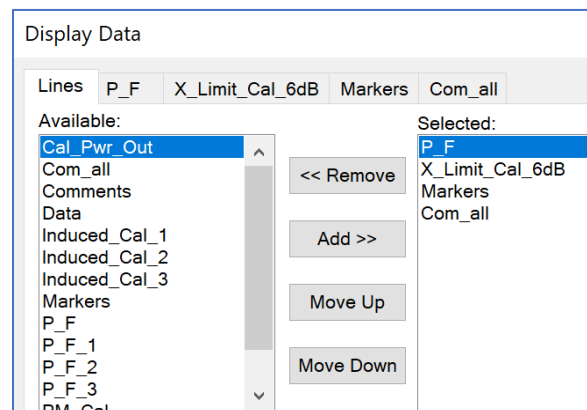 Display Data
Lines P_F X_Limit_Cal_6dB Markers Com_all
Available:
Cal_Pwr_Out
Com_all
Comments
Data
Induced_Cal_1
Induced_Cal_2
Induced_Cal_3
Markers
P_F
P_F_1
P_F_2
P_F_3
PM_Cal
<< Remove
Add >>
Move Up
Move Down
Selected:
P_F
X_Limit_Cal_6dB
Markers
Com_all